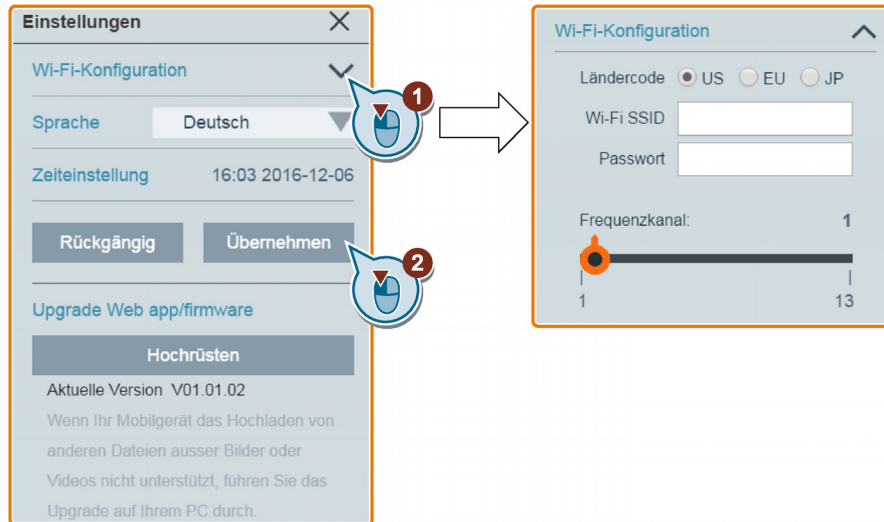 Einstellungen
Wi-Fi-Konfiguration
1
Sprache Deutsch
Zeiteinstellung 16:03 2016-12-06
Rückgängig Übernehmen
2
Upgrade Web app/firmware
Hochrüsten
Aktuelle Version V01.01.02
Wenn Ihr Mobilgerät das Hochladen von
anderen Dateien ausser Bilder oder
Videos nicht unterstützt, führen Sie das
Upgrade auf Ihrem PC durch.
Wi-Fi-Konfiguration
Ländercode US EU JP
Wi-Fi SSID
Passwort
Frequenzkanal: 1
1 13